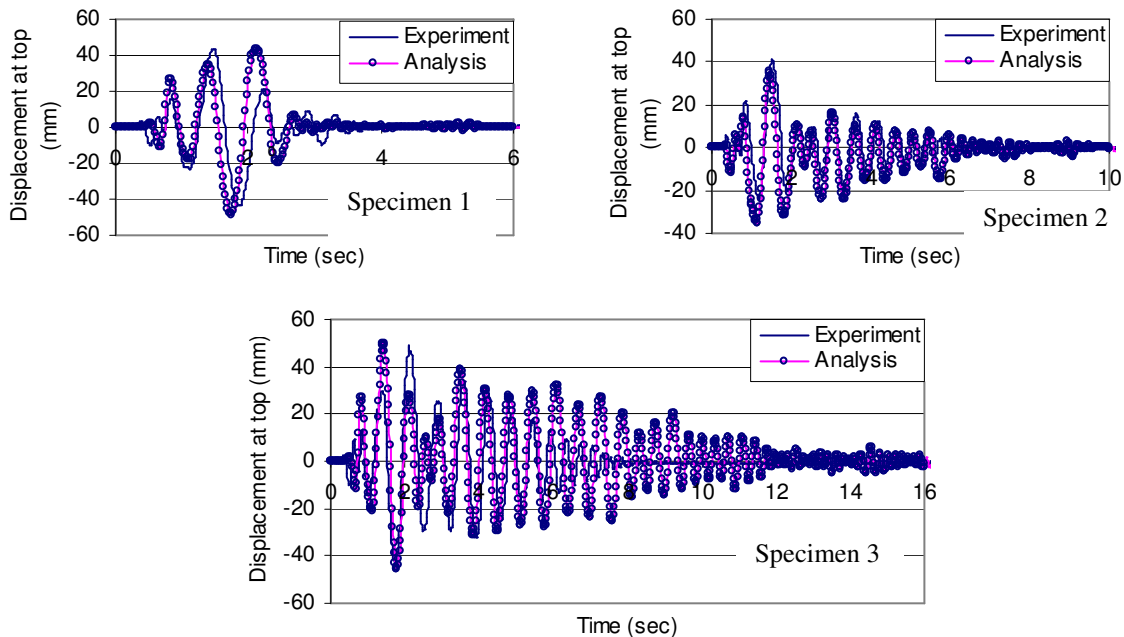 Displacement at top
(mm)
60
40
20
0
-20
-40
-60
0
2
4
6
Experiment
Analysis
Specimen 1
Time (sec)
Displacement at top
(mm)
60
40
20
0
-20
-40
0
2
4
6
8
10
Experiment
Analysis
Specimen 2
Time (sec)
Displacement at top (mm)
60
40
20
0
-20
-40
-60
0
2
4
6
8
10
12
14
16
Experiment
Analysis
Specimen 3
Time (sec)